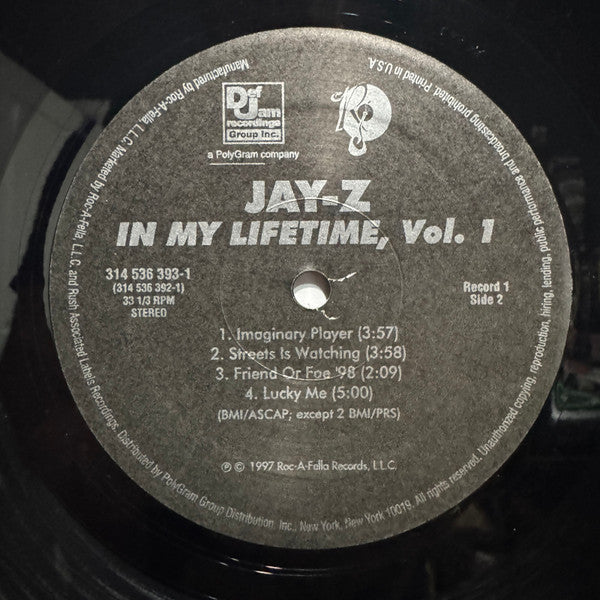 Def
Jam
recordings
Group Inc.
a PolyGram company
JAY-Z
IN MY LIFETIME, Vol. 1
314 536 393-1
(314 536 392-1)
33 1/3 RPM
STEREO
Record 1
Side 2
1. Imaginary Player (3:57)
2. Streets Is Watching (3:58)
3. Friend Or Foe '98 (2:09)
4. Lucky Me (5:00)
(BMI/ASCAP; except 2 BMI/PRS)
℗ © 1997 Roc-A-Fella Records, L.L.C.
Manufactured by Roc-A-Fella, L.L.C. Marketed by Roc-A-Fella, L.L.C. and Rush Associated Labels Recordings. Distributed by PolyGram Group Distribution, Inc., New York, New York 10019. All rights reserved. Unauthorized copying, reproduction, hiring, lending, public performance and broadcasting prohibited. Printed in U.S.A.